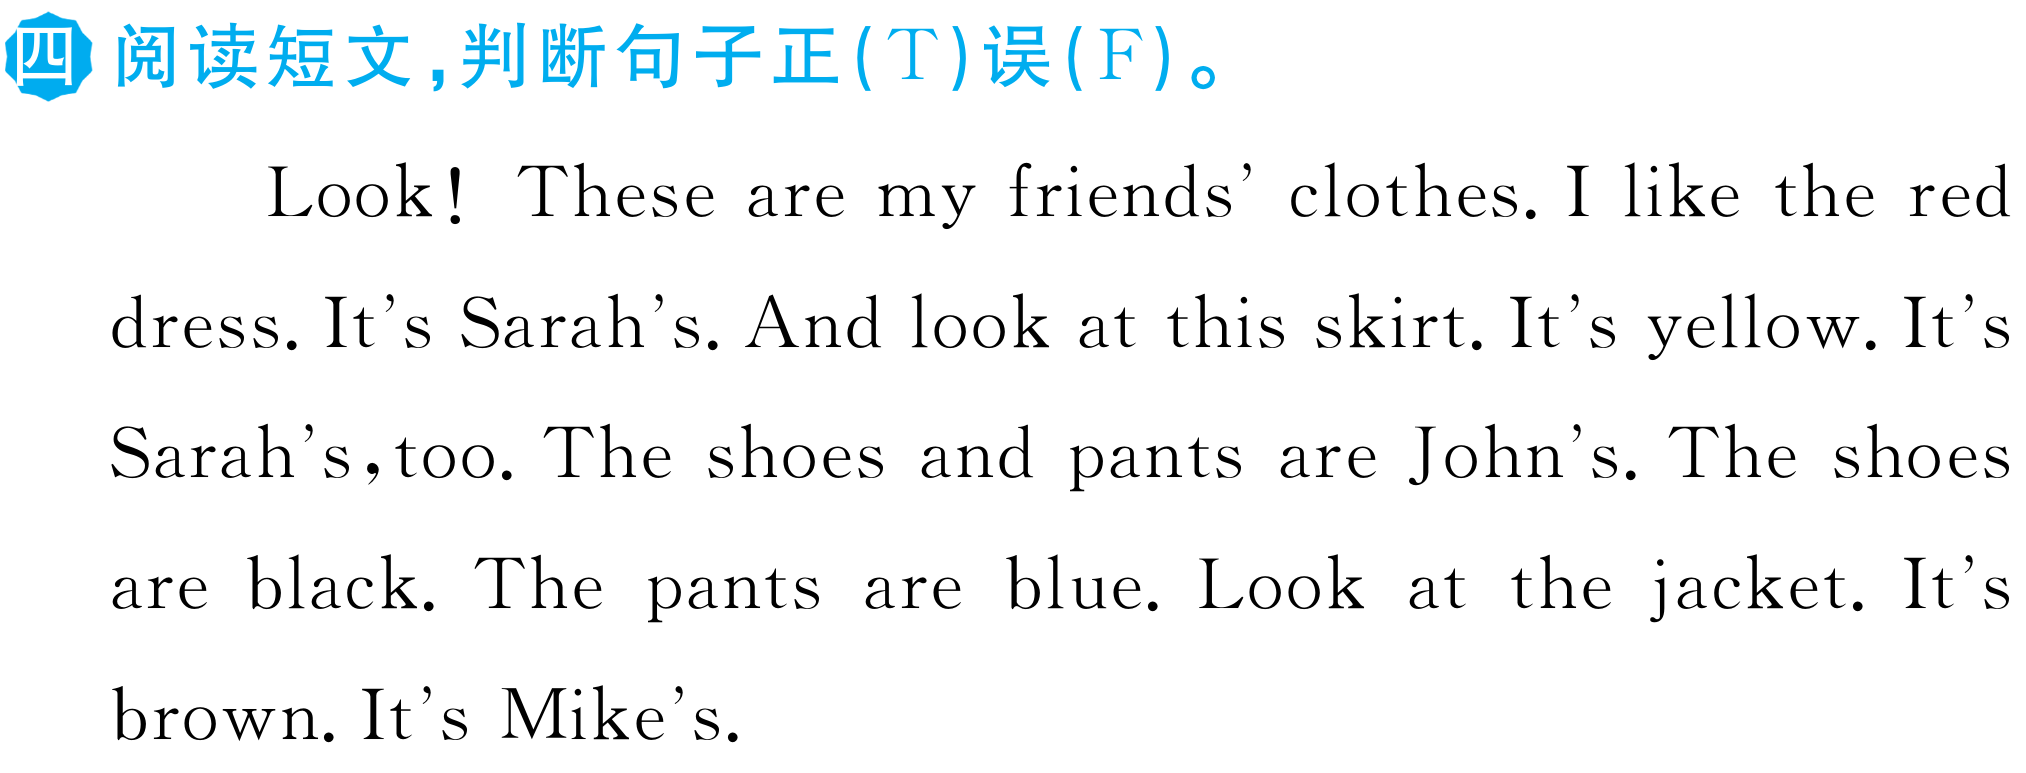 四 阅读短文,判断句子正(T)误(F)。
Look! These are my friends' clothes. I like the red
dress. It's Sarah's. And look at this skirt. It's yellow. It's
Sarah's,too. The shoes and pants are John's. The shoes
are black. The pants are blue. Look at the jacket. It's
brown. It's Mike's.